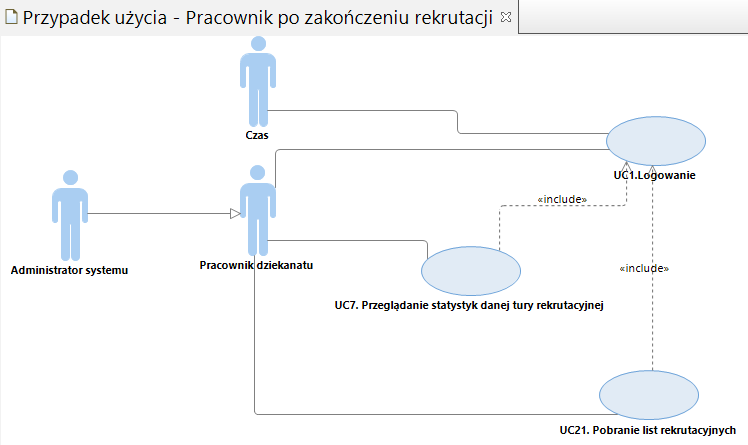 Przypadek użycia - Pracownik po zakończeniu rekrutacji
Czas
UC1.Logowanie
«include»
Administrator systemu
Pracownik dziekanatu
«include»
UC7. Przeglądanie statystyk danej tury rekrutacyjnej
UC21. Pobranie list rekrutacyjnych